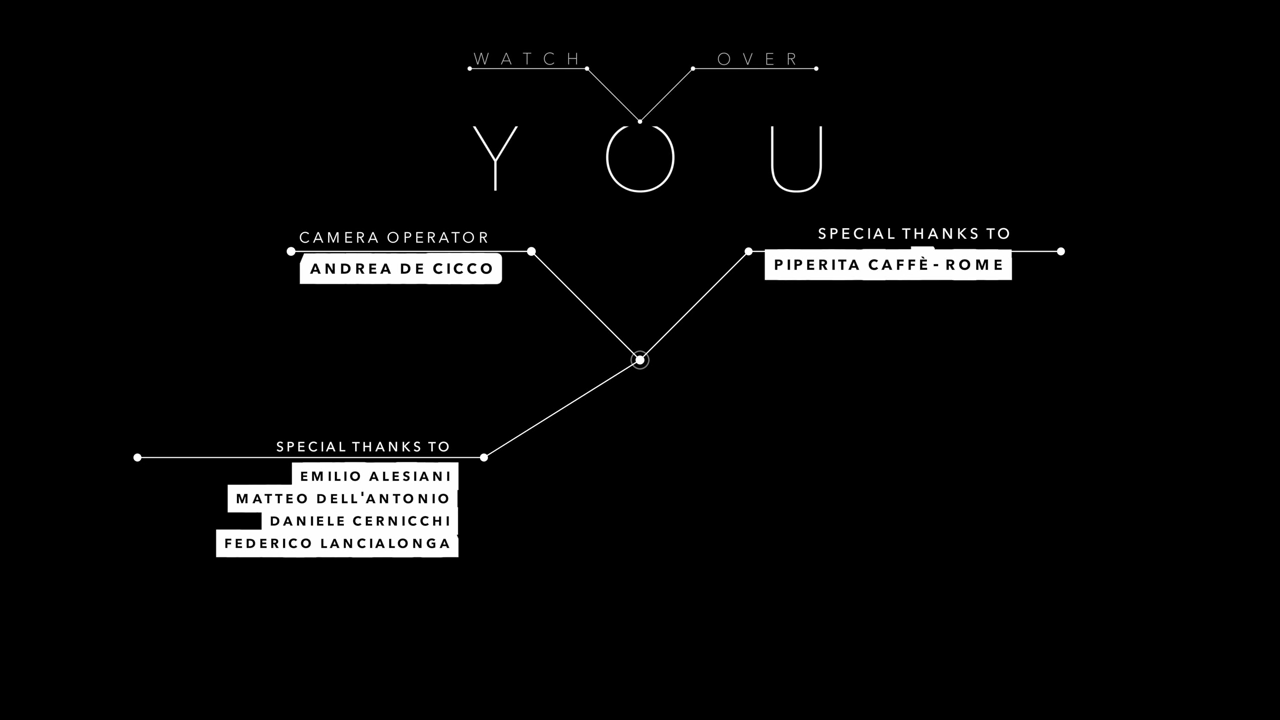 WATCH OVER
YOU
CAMERA OPERATOR
ANDREA DE CICCO
SPECIAL THANKS TO
PIPERITA CAFFÈ - ROME
SPECIAL THANKS TO
EMILIO ALESIANI
MATTEO DELL'ANTONIO
DANIELE CERNICCHI
FEDERICO LANCIALONGA